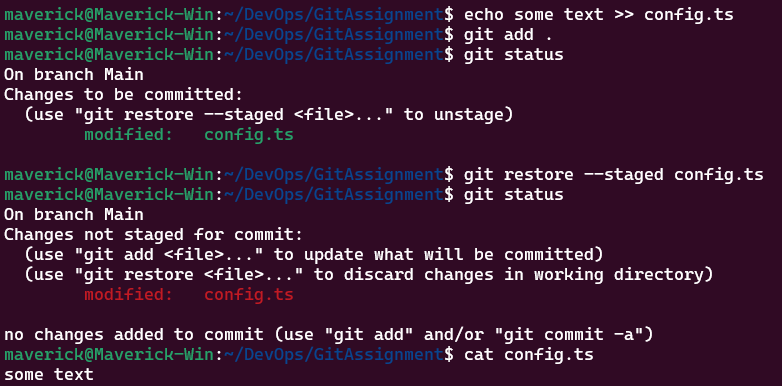 maverick@Maverick-Win:~/DevOps/GitAssignment$ echo some text >> config.ts
maverick@Maverick-Win:~/DevOps/GitAssignment$ git add .
maverick@Maverick-Win:~/DevOps/GitAssignment$ git status
On branch Main
Changes to be committed:
  (use "git restore --staged <file>..." to unstage)
        modified:   config.ts

maverick@Maverick-Win:~/DevOps/GitAssignment$ git restore --staged config.ts
maverick@Maverick-Win:~/DevOps/GitAssignment$ git status
On branch Main
Changes not staged for commit:
  (use "git add <file>..." to update what will be committed)
  (use "git restore <file>..." to discard changes in working directory)
        modified:   config.ts

no changes added to commit (use "git add" and/or "git commit -a")
maverick@Maverick-Win:~/DevOps/GitAssignment$ cat config.ts
some text